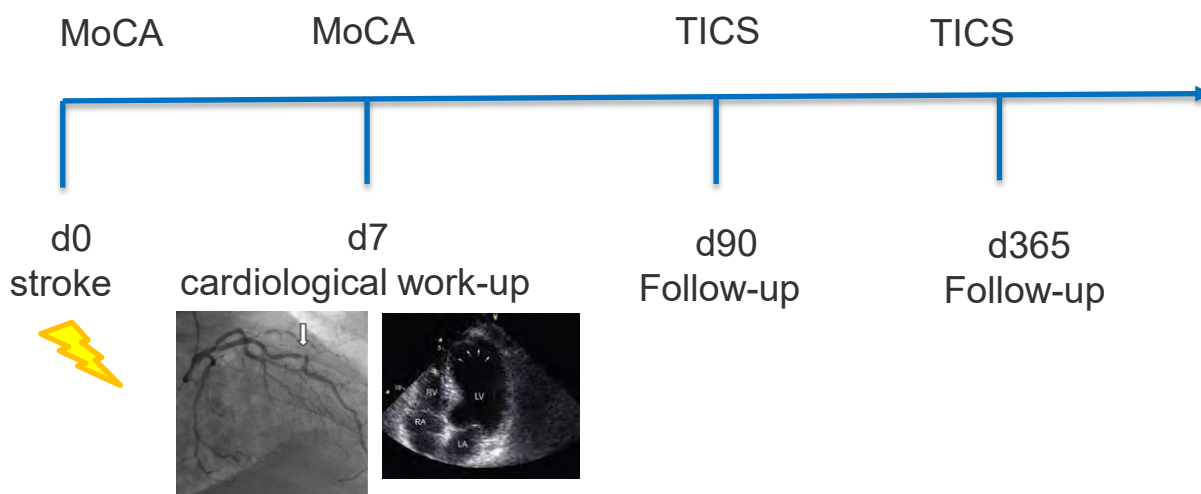 MoCA MoCA TICS TICS
d0 d7 d90 d365
stroke cardiological work-up Follow-up Follow-up
RV LV
RA
LA